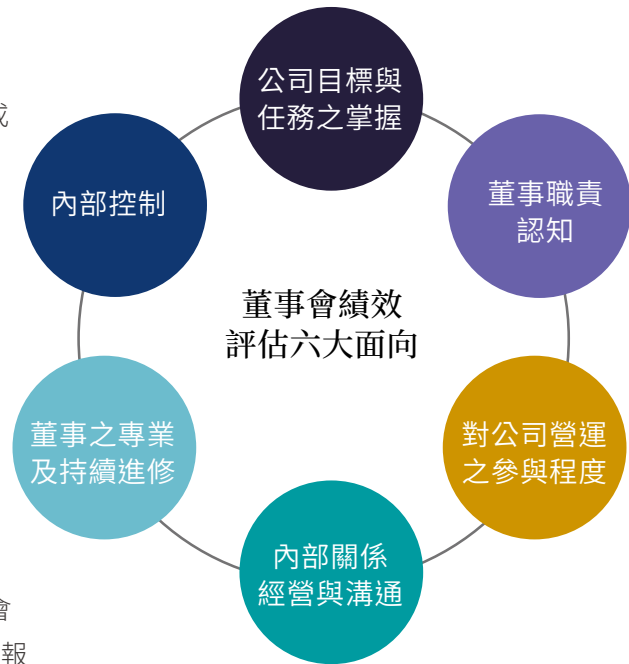 公司目標與
任務之掌握
董事職責
認知
對公司營運
之參與程度
內部關係
經營與溝通
董事之專業
及持續進修
內部控制
董事會績效
評估六大面向
會
報